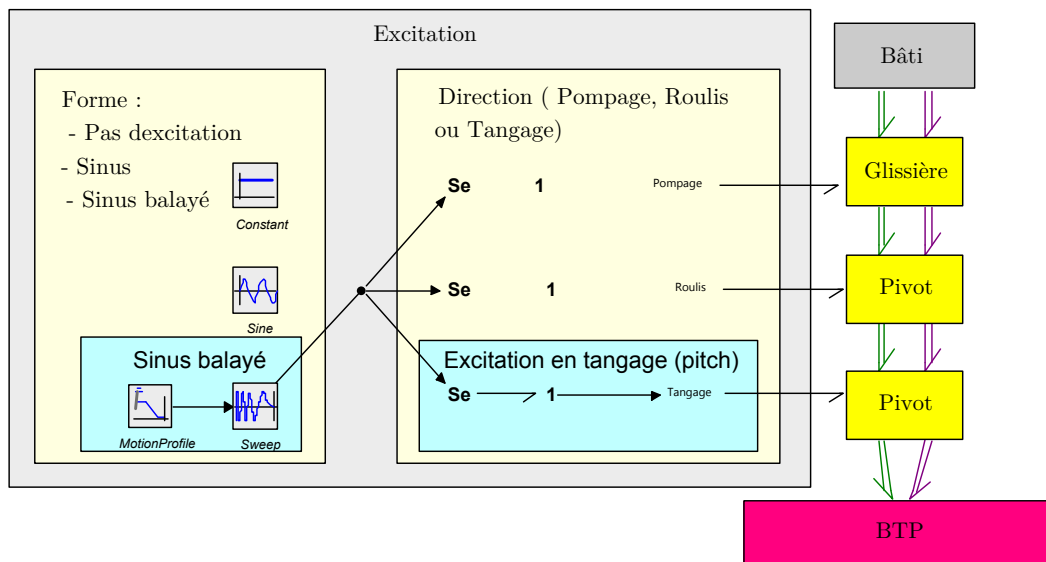 Excitation
Bâti
Forme :
- Pas dexcitation
- Sinus
- Sinus balayé
Constant
Sine
Sinus balayé
MotionProfile
Sweep
Direction ( Pompage, Roulis
ou Tangage)
Se 1 Pompage
Se 1 Roulis
Excitation en tangage (pitch)
Se 1 Tangage
Glissière
Pivot
Pivot
BTP